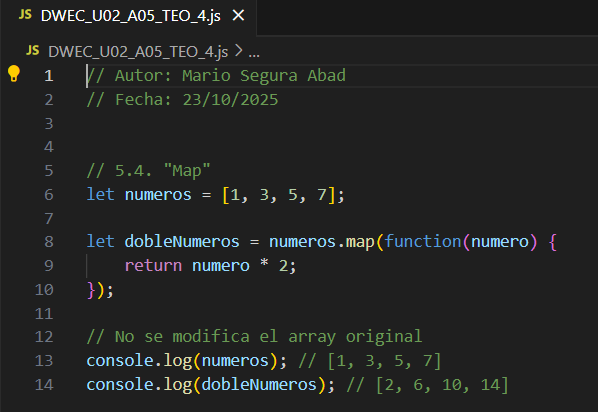 JS DWEC_U02_A05_TEO_4.js ×
JS DWEC_U02_A05_TEO_4.js > ...
1 // Autor: Mario Segura Abad
2 // Fecha: 23/10/2025
3
4
5 // 5.4. "Map"
6 let numeros = [1, 3, 5, 7];
7
8 let dobleNumeros = numeros.map(function(numero) {
9     return numero * 2;
10 });
11
12 // No se modifica el array original
13 console.log(numeros); // [1, 3, 5, 7]
14 console.log(dobleNumeros); // [2, 6, 10, 14]